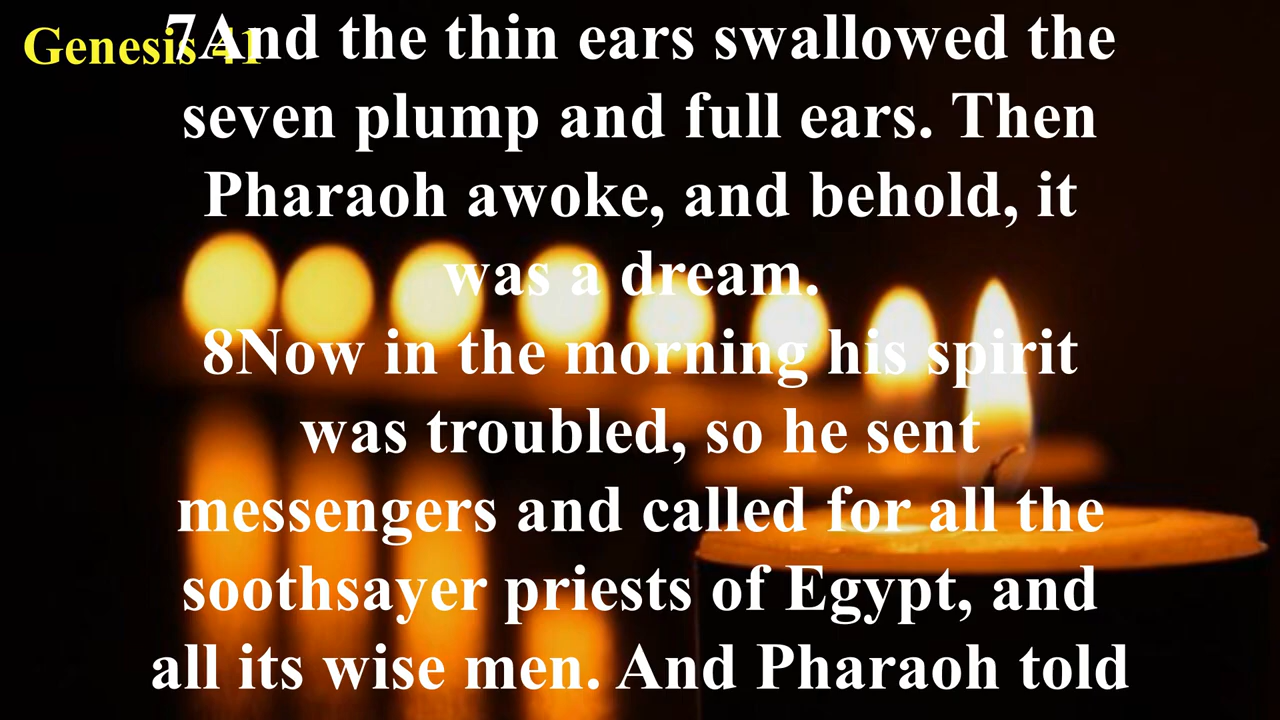 Genesis 41
7And the thin ears swallowed the
seven plump and full ears. Then
Pharaoh awoke, and behold, it
was a dream.
8Now in the morning his spirit
was troubled, so he sent
messengers and called for all the
soothsayer priests of Egypt, and
all its wise men. And Pharaoh told